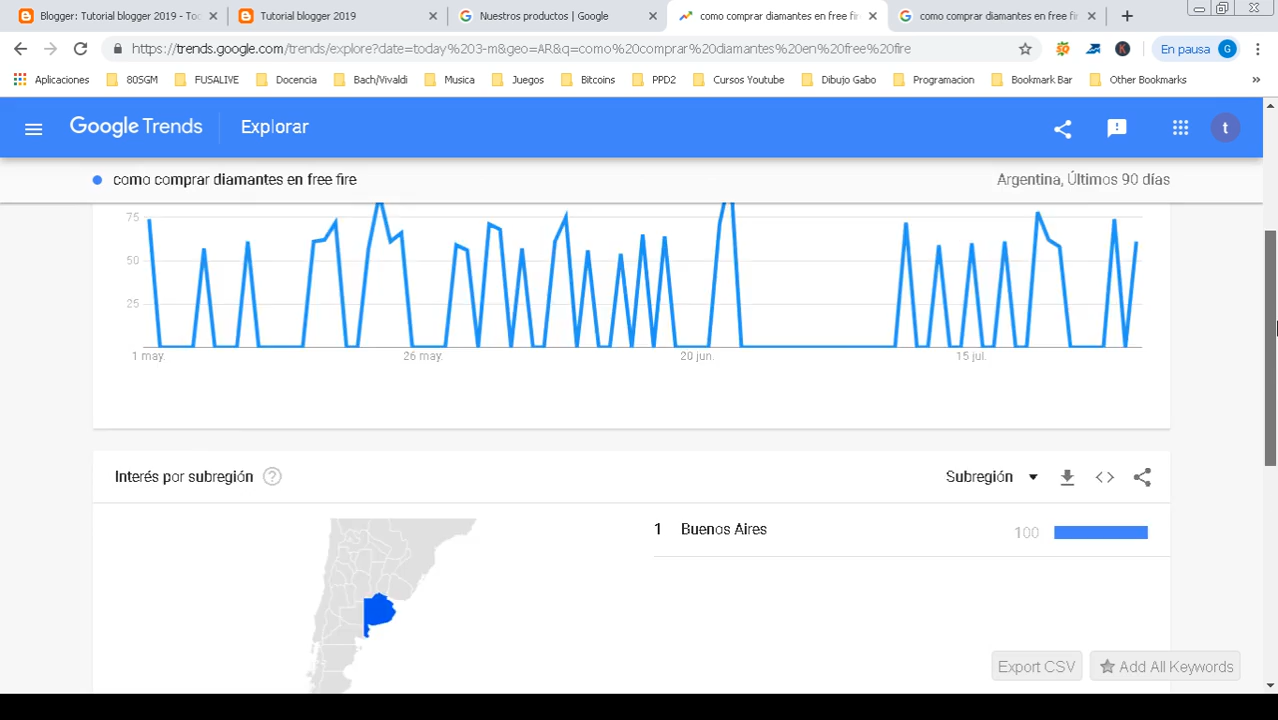 Blogger: Tutorial blogger 2019 - Too
Tutorial blogger 2019
Nuestros productos | Google
como comprar diamantes en free fir
como comprar diamantes en free fir
https://trends.google.com/trends/explore?date=today%203-m&geo=AR&q=como%20comprar%20diamantes%20en%20free%20fire
En pausa G
Aplicaciones 80SGM FUSALIVE Docencia Bach/Vivaldi Musica Juegos Bitcoins PPD2 Cursos Youtube Dibujo Gabo Programacion Bookmark Bar Other Bookmarks »
Google Trends Explorar t
como comprar diamantes en free fire Argentina, Últimos 90 días
75
50
25
1 may. 26 may. 20 jun. 15 jul.
Interés por subregión ? Subregión
1 Buenos Aires 100
Export CSV Add All Keywords